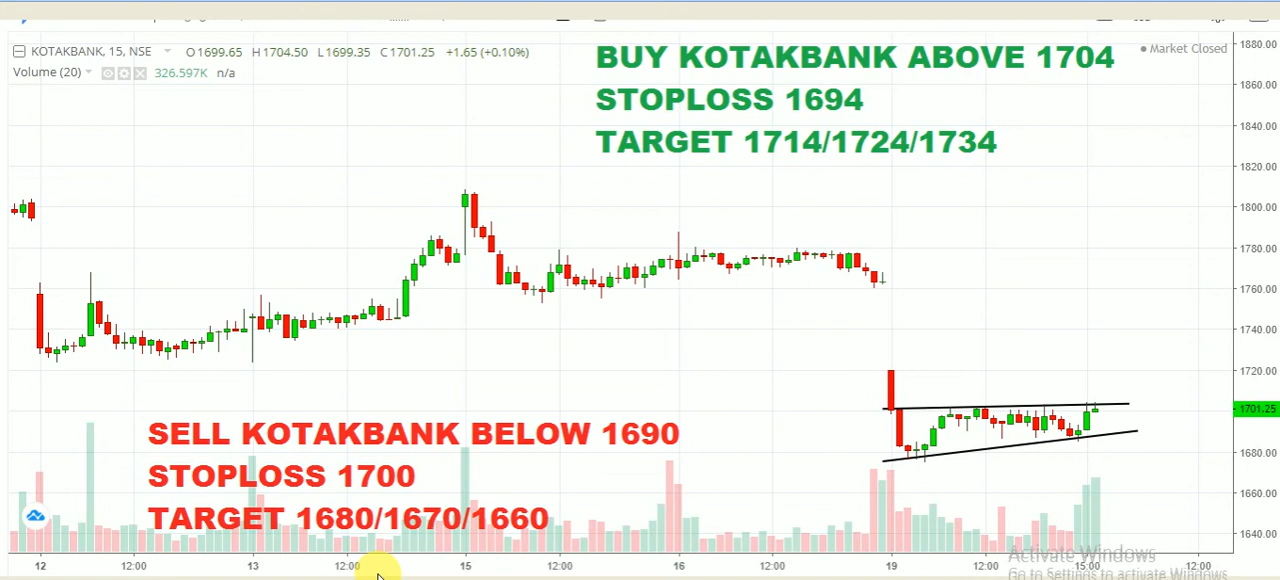 KOTAKBANK, 15, NSE O1699.65 H1704.50 L1699.35 C1701.25 +1.65 (+0.10%)
Volume (20) 326.597K n/a
BUY KOTAKBANK ABOVE 1704
STOPLOSS 1694
TARGET 1714/1724/1734
Market Closed
1880.00
1860.00
1840.00
1820.00
1800.00
1780.00
1760.00
1740.00
1720.00
1701.25
1680.00
1660.00
1640.00
SELL KOTAKBANK BELOW 1690
STOPLOSS 1700
TARGET 1680/1670/1660
Activate Windows
Go to Settings to activate Windows
12 12:00 13 12:00 15 12:00 16 12:00 19 12:00 15:00 12:00